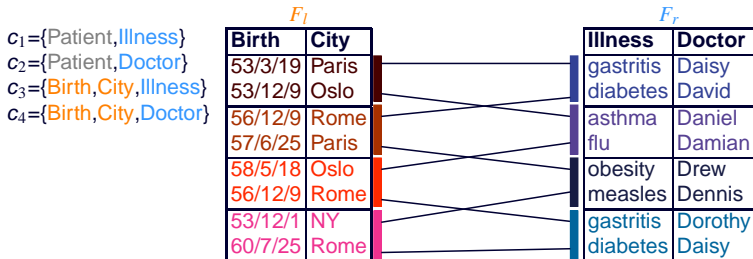 F_l F_r
c1={Patient,Illness}
c2={Patient,Doctor}
c3={Birth,City,Illness}
c4={Birth,City,Doctor}
Birth City
53/3/19 Paris
53/12/9 Oslo
56/12/9 Rome
57/6/25 Paris
58/5/18 Oslo
56/12/9 Rome
53/12/1 NY
60/7/25 Rome
Illness Doctor
gastritis Daisy
diabetes David
asthma Daniel
flu Damian
obesity Drew
measles Dennis
gastritis Dorothy
diabetes Daisy